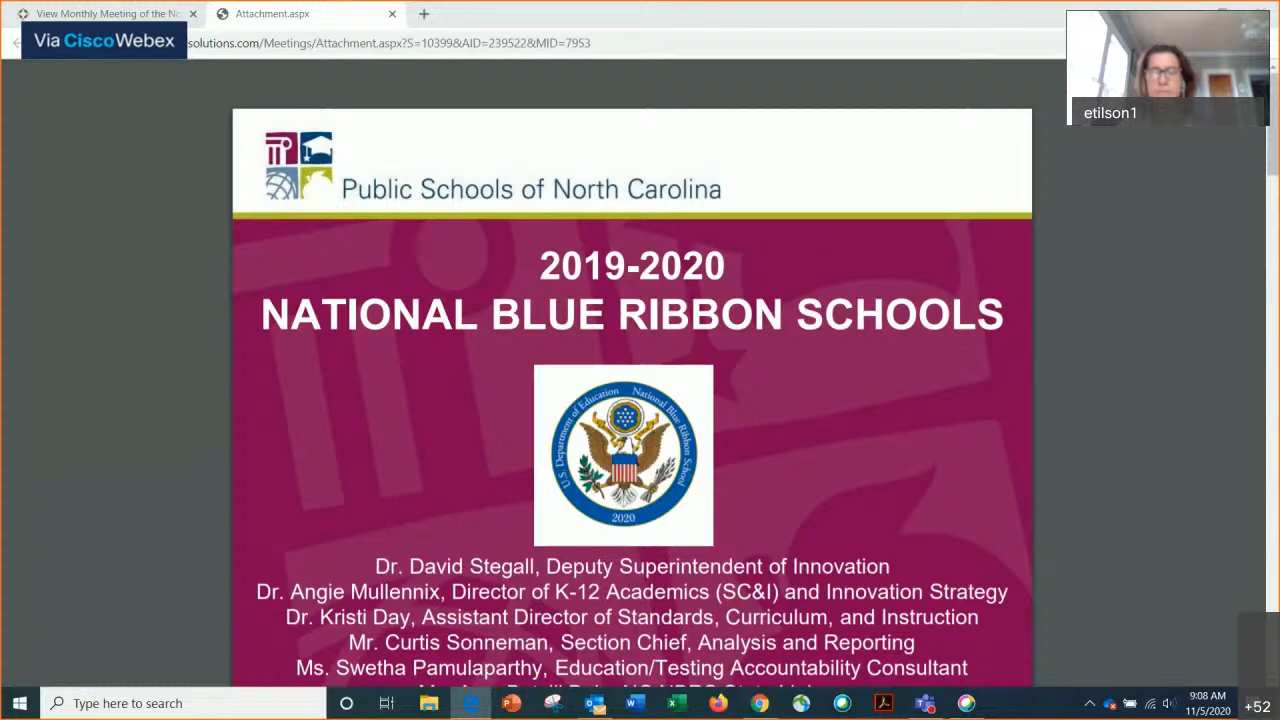 View Monthly Meeting of the No
Attachment.aspx
Via Cisco Webex
solutions.com/Meetings/Attachment.aspx?S=10399&AID=239522&MID=7953
etilson1
Public Schools of North Carolina
2019-2020
NATIONAL BLUE RIBBON SCHOOLS
U.S. Department of Education National Blue Ribbon School
2020
Dr. David Stegall, Deputy Superintendent of Innovation
Dr. Angie Mullennix, Director of K-12 Academics (SC&I) and Innovation Strategy
Dr. Kristi Day, Assistant Director of Standards, Curriculum, and Instruction
Mr. Curtis Sonneman, Section Chief, Analysis and Reporting
Ms. Swetha Pamulaparthy, Education/Testing Accountability Consultant
Type here to search
9:08 AM
11/5/2020
+52